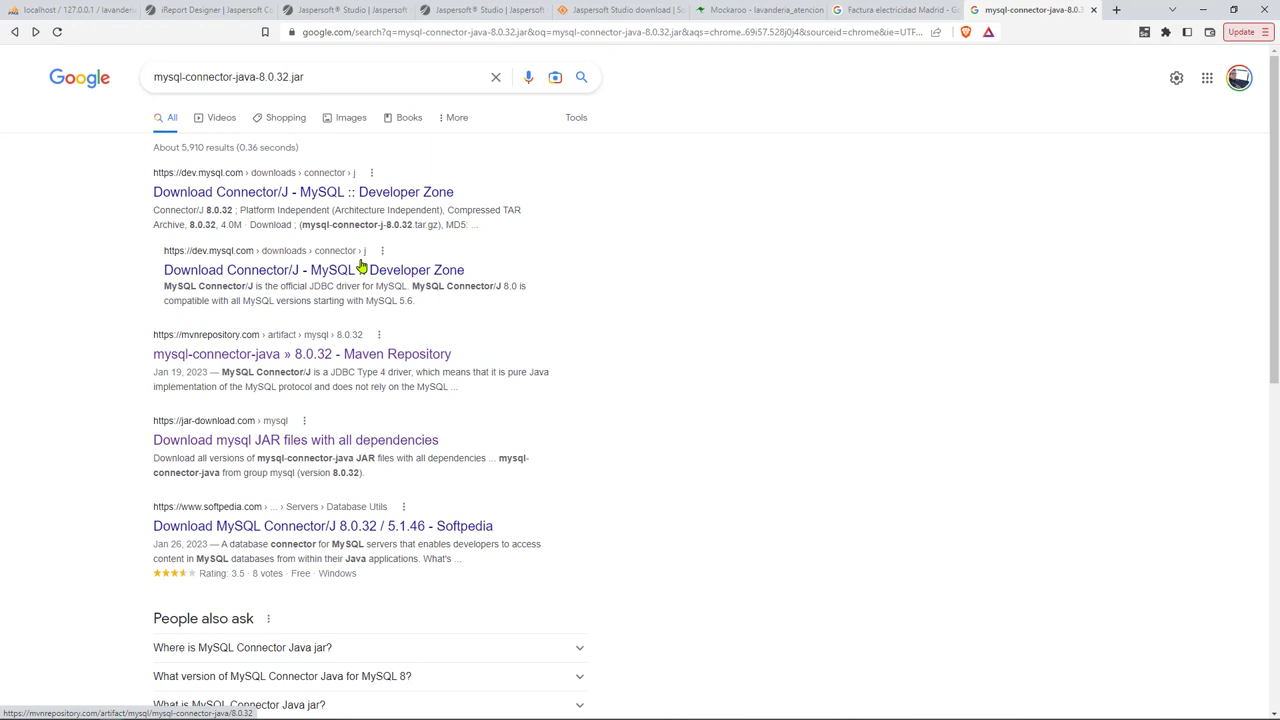 localhost / 127.0.0.1 / lavanderi
iReport Designer | Jaspersoft Co
Jaspersoft® Studio | Jaspersoft
Jaspersoft® Studio | Jaspersoft
Jaspersoft Studio download | So
Mockaroo - lavanderia_atencion
Factura electricidad Madrid - Go
mysql-connector-java-8.0.3
google.com/search?q=mysql-connector-java-8.0.32.jar&oq=mysql-connector-java-8.0.32.jar&aqs=chrome..69i57.528j0j4&sourceid=chrome&ie=UTF...
Update
Google
mysql-connector-java-8.0.32.jar
All
Videos
Shopping
Images
Books
More
Tools
About 5,910 results (0.36 seconds)
https://dev.mysql.com › downloads › connector › j
Download Connector/J - MySQL :: Developer Zone
Connector/J 8.0.32 ; Platform Independent (Architecture Independent), Compressed TAR
Archive, 8.0.32, 4.0M · Download ; (mysql-connector-j-8.0.32.tar.gz), MD5: ...
https://dev.mysql.com › downloads › connector › j
Download Connector/J - MySQL :: Developer Zone
MySQL Connector/J is the official JDBC driver for MySQL. MySQL Connector/J 8.0 is
compatible with all MySQL versions starting with MySQL 5.6.
https://mvnrepository.com › artifact › mysql › 8.0.32
mysql-connector-java » 8.0.32 - Maven Repository
Jan 19, 2023 — MySQL Connector/J is a JDBC Type 4 driver, which means that it is pure Java
implementation of the MySQL protocol and does not rely on the MySQL ...
https://jar-download.com › mysql
Download mysql JAR files with all dependencies
Download all versions of mysql-connector-java JAR files with all dependencies ... mysql-
connector-java from group mysql (version 8.0.32).
https://www.softpedia.com › ... › Servers › Database Utils
Download MySQL Connector/J 8.0.32 / 5.1.46 - Softpedia
Jan 26, 2023 — A database connector for MySQL servers that enables developers to access
content in MySQL databases from within their Java applications. What's ...
Rating: 3.5 · 8 votes · Free · Windows
People also ask
Where is MySQL Connector Java jar?
What version of MySQL Connector Java for MySQL 8?
What is MySQL Connector Java jar?
https://mvnrepository.com/artifact/mysql/mysql-connector-java/8.0.32